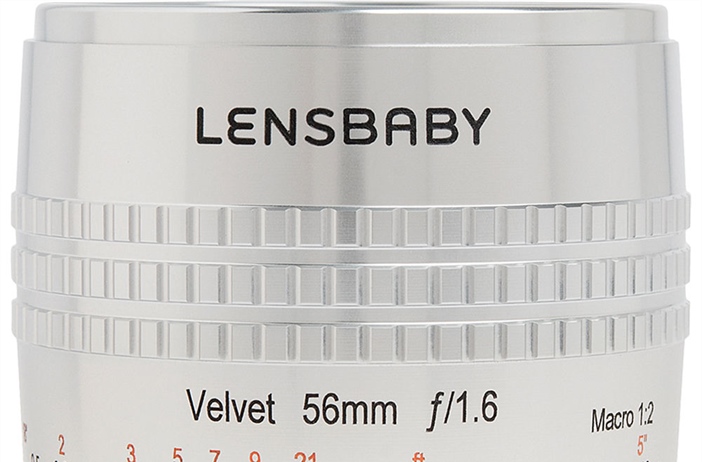 LENSBABY
Velvet 56mm ƒ/1.6
Macro 1:2
2 3 5 7 9 21 ft 5"